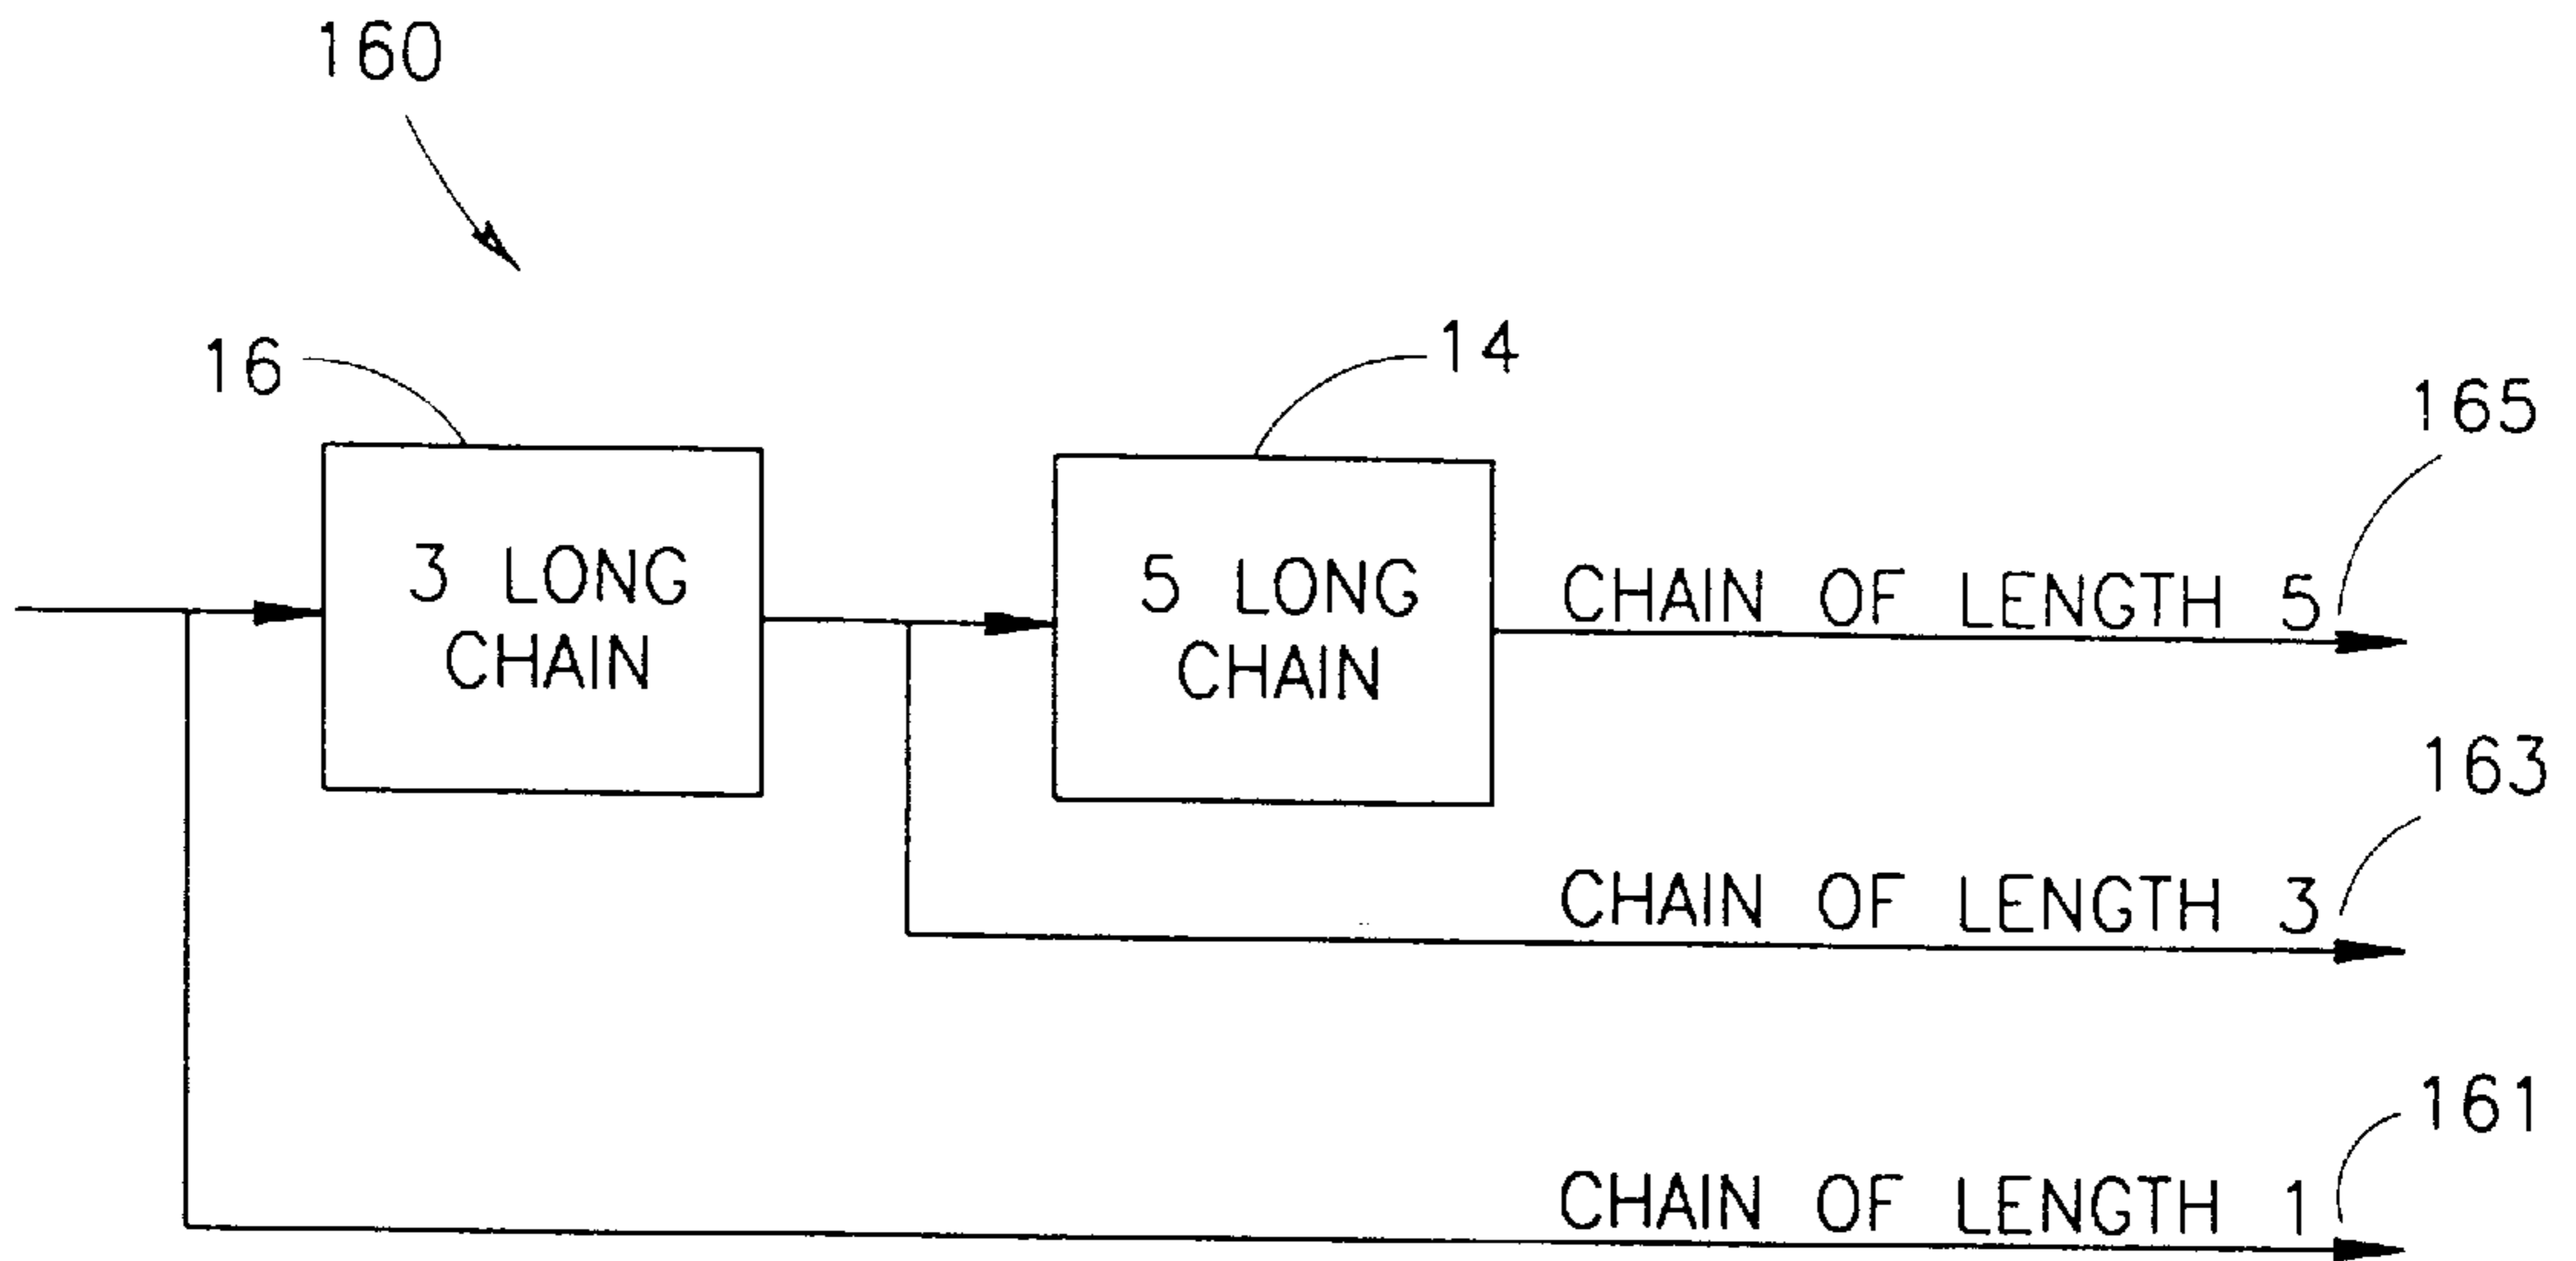 160
16
14
165
3 LONG
CHAIN
5 LONG
CHAIN
CHAIN OF LENGTH 5
163
CHAIN OF LENGTH 3
161
CHAIN OF LENGTH 1